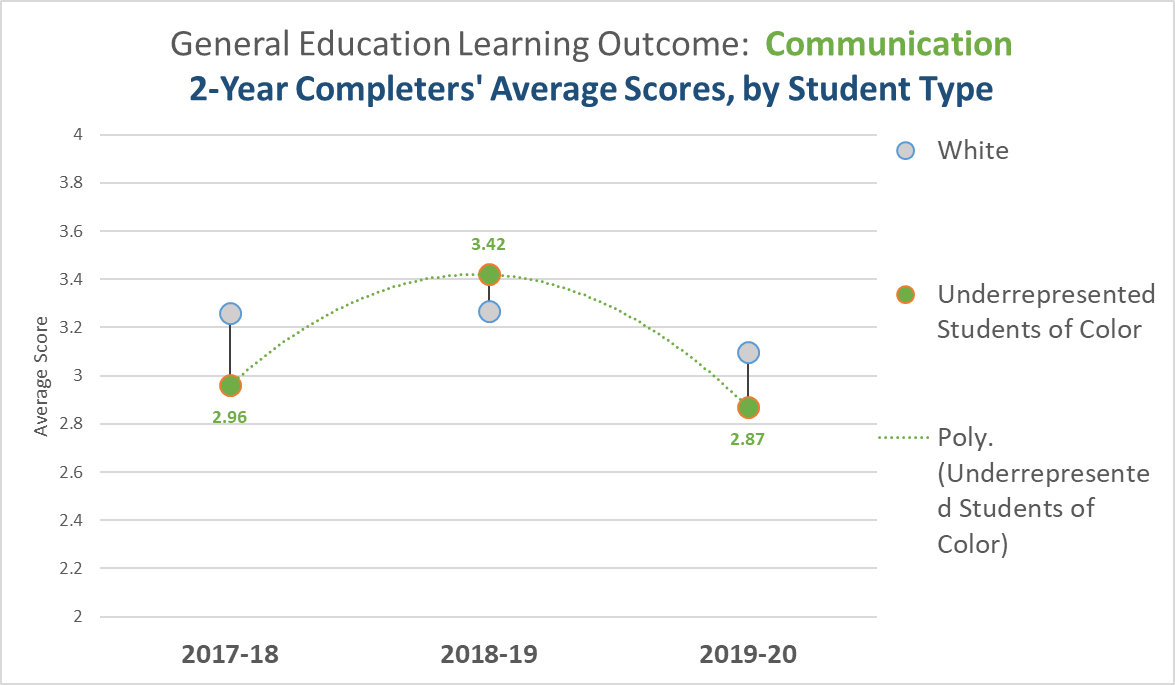 General Education Learning Outcome: Communication
2-Year Completers' Average Scores, by Student Type
4
3.8
3.6
3.4
3.2
3
2.8
2.6
2.4
2.2
2
Average Score
3.42
2.96
2.87
2017-18
2018-19
2019-20
White
Underrepresented
Students of Color
Poly.
(Underrepresente
d Students of
Color)